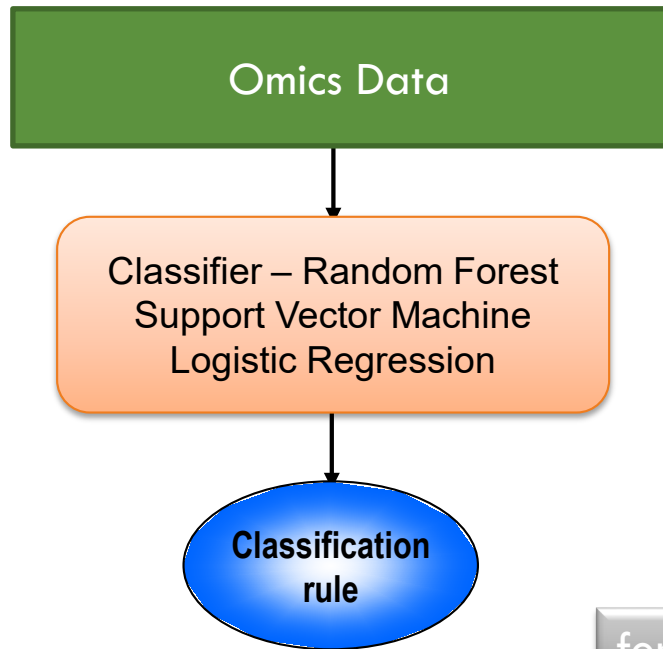 Omics Data
Classifier – Random Forest
Support Vector Machine
Logistic Regression
Classification
rule